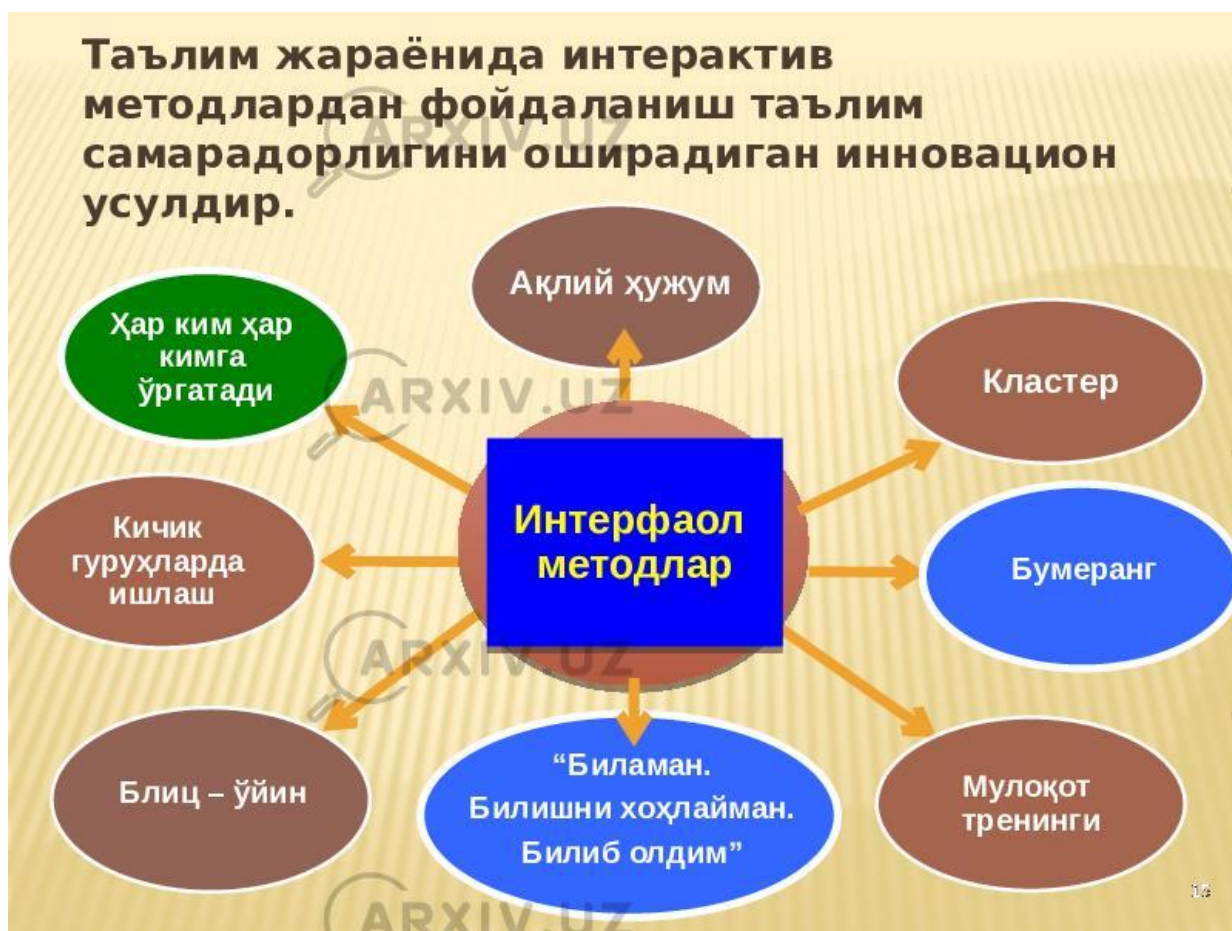 Таълим жараёнида интерактив
методлардан фойдаланиш таълим
самарадорлигини оширадиган инновацион
усулдир.
Ақлий ҳужум
Ҳар ким ҳар
кимга
ўргатади
Кластер
Интерфаол
методлар
Кичик
гуруҳларда
ишлаш
Бумеранг
Блиц – ўйин
“Биламан.
Билишни хоҳлайман.
Билиб олдим”
Мулоқот
тренинги
ARXIV.UZ
ARXIV.UZ
ARXIV.UZ
ARXIV.UZ